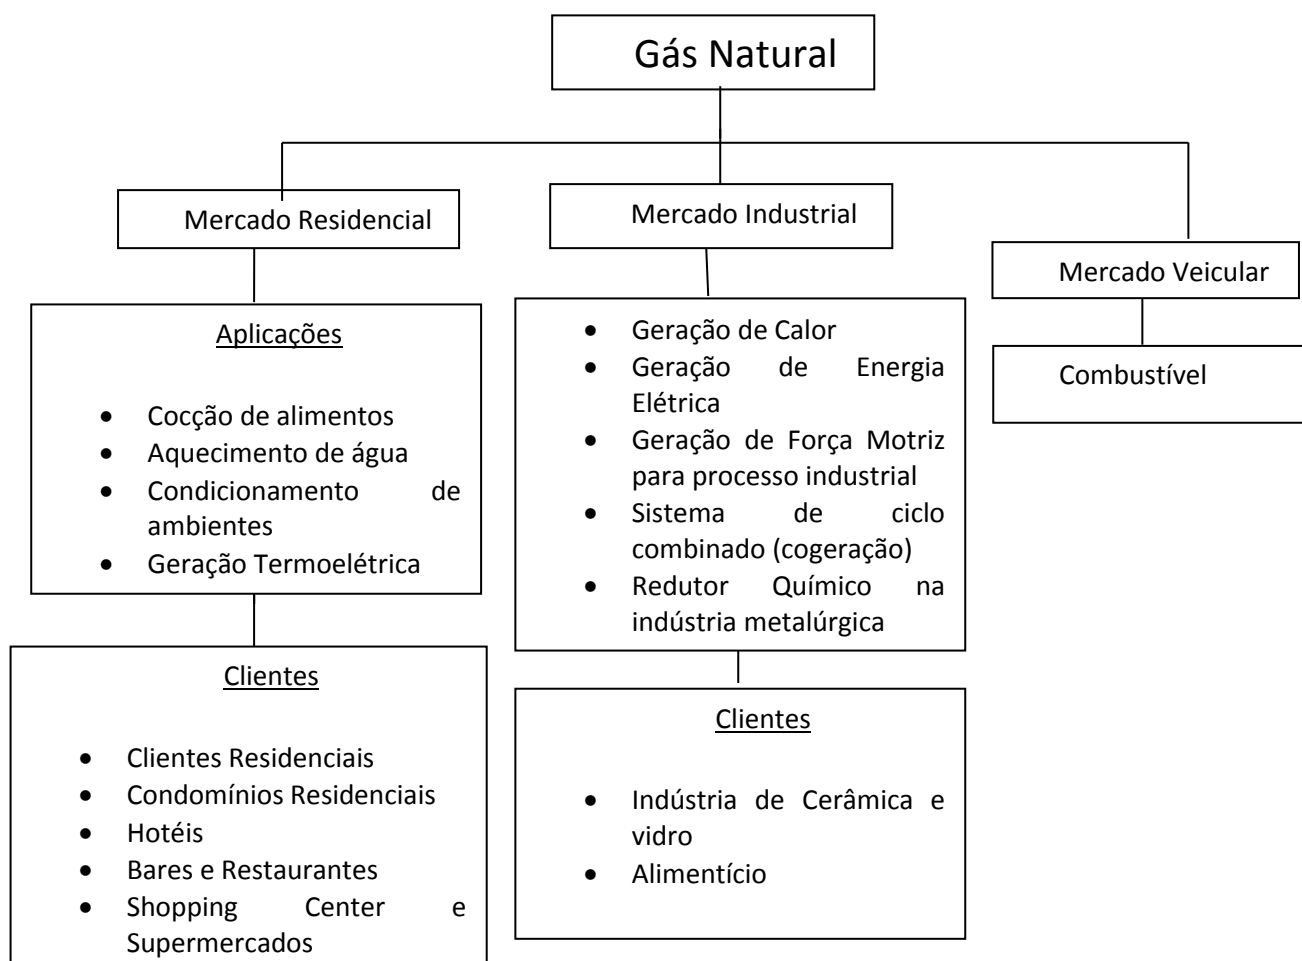 Gás Natural
Mercado Residencial
Aplicações
• Cocção de alimentos
• Aquecimento de água
• Condicionamento de
ambientes
• Geração Termoelétrica
Clientes
• Clientes Residenciais
• Condomínios Residenciais
• Hotéis
• Bares e Restaurantes
• Shopping Center e
Supermercados
Mercado Industrial
• Geração de Calor
• Geração de Energia
Elétrica
• Geração de Força Motriz
para processo industrial
• Sistema de ciclo
combinado (cogeração)
• Redutor Químico na
indústria metalúrgica
Clientes
• Indústria de Cerâmica e
vidro
• Alimentício
Mercado Veicular
Combustível